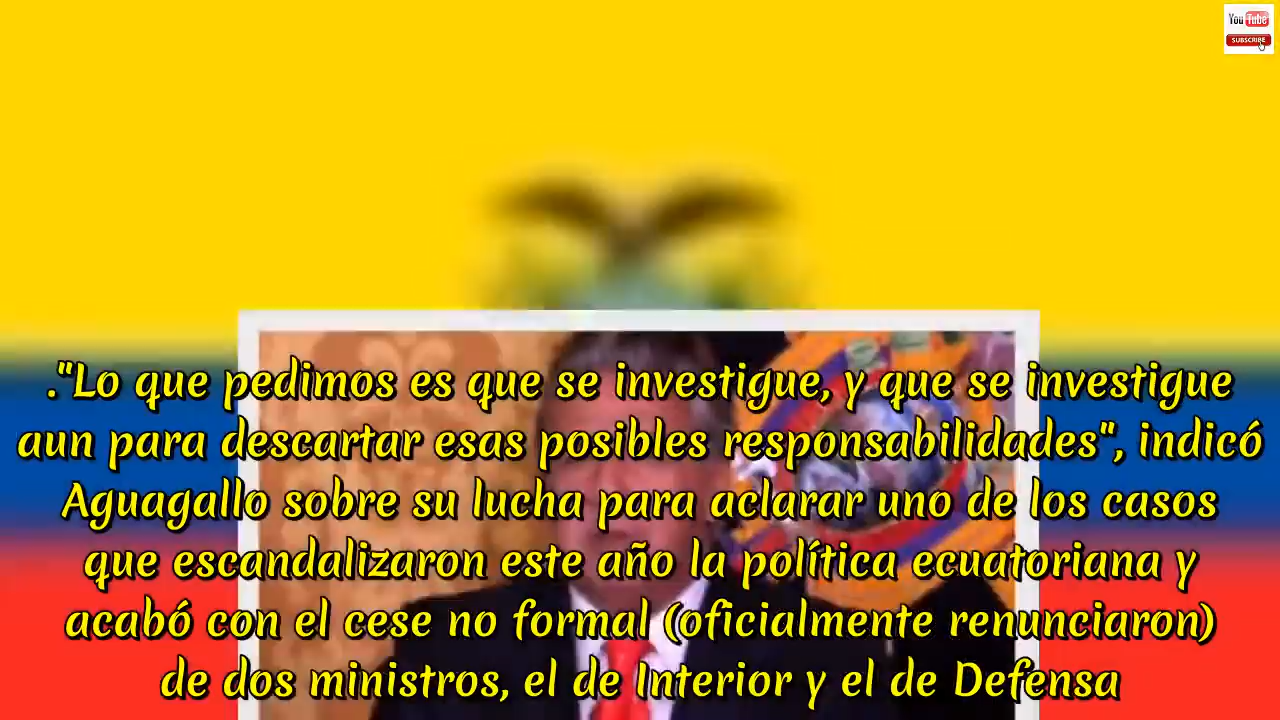 You Tube
SUBSCRIBE
."Lo que pedimos es que se investigue, y que se investigue
aun para descartar esas posibles responsabilidades", indicó
Aguagallo sobre su lucha para aclarar uno de los casos
que escandalizaron este año la política ecuatoriana y
acabó con el cese no formal (oficialmente renunciaron)
de dos ministros, el de Interior y el de Defensa